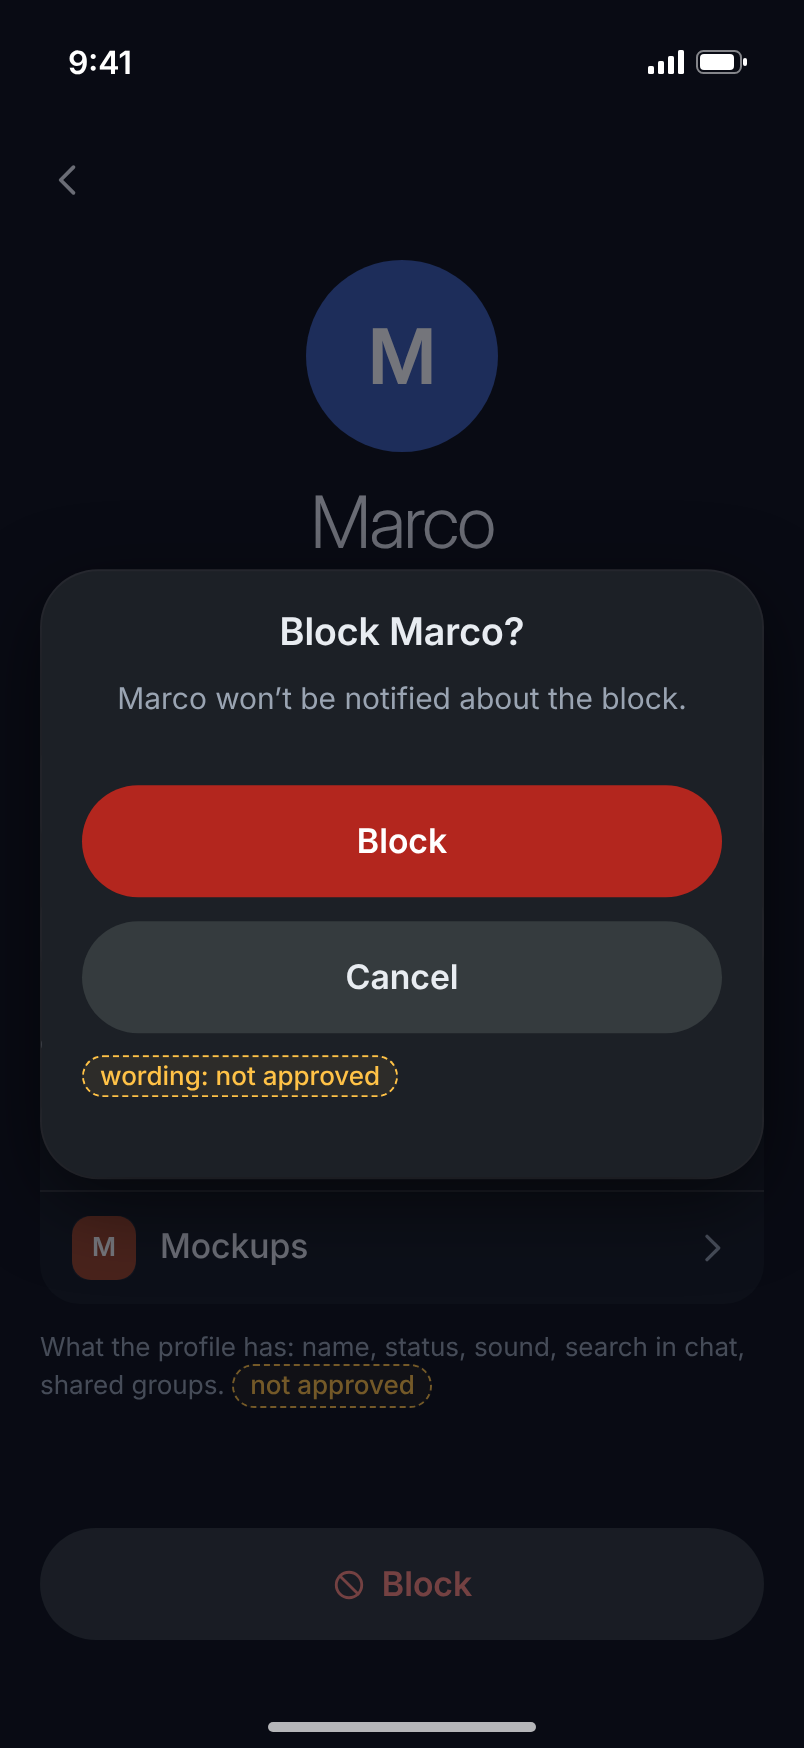 9:41
M
Marco
Block Marco?
Marco won’t be notified about the block.
Block
Cancel
wording: not approved
M Mockups
What the profile has: name, status, sound, search in chat,
shared groups. not approved
Block